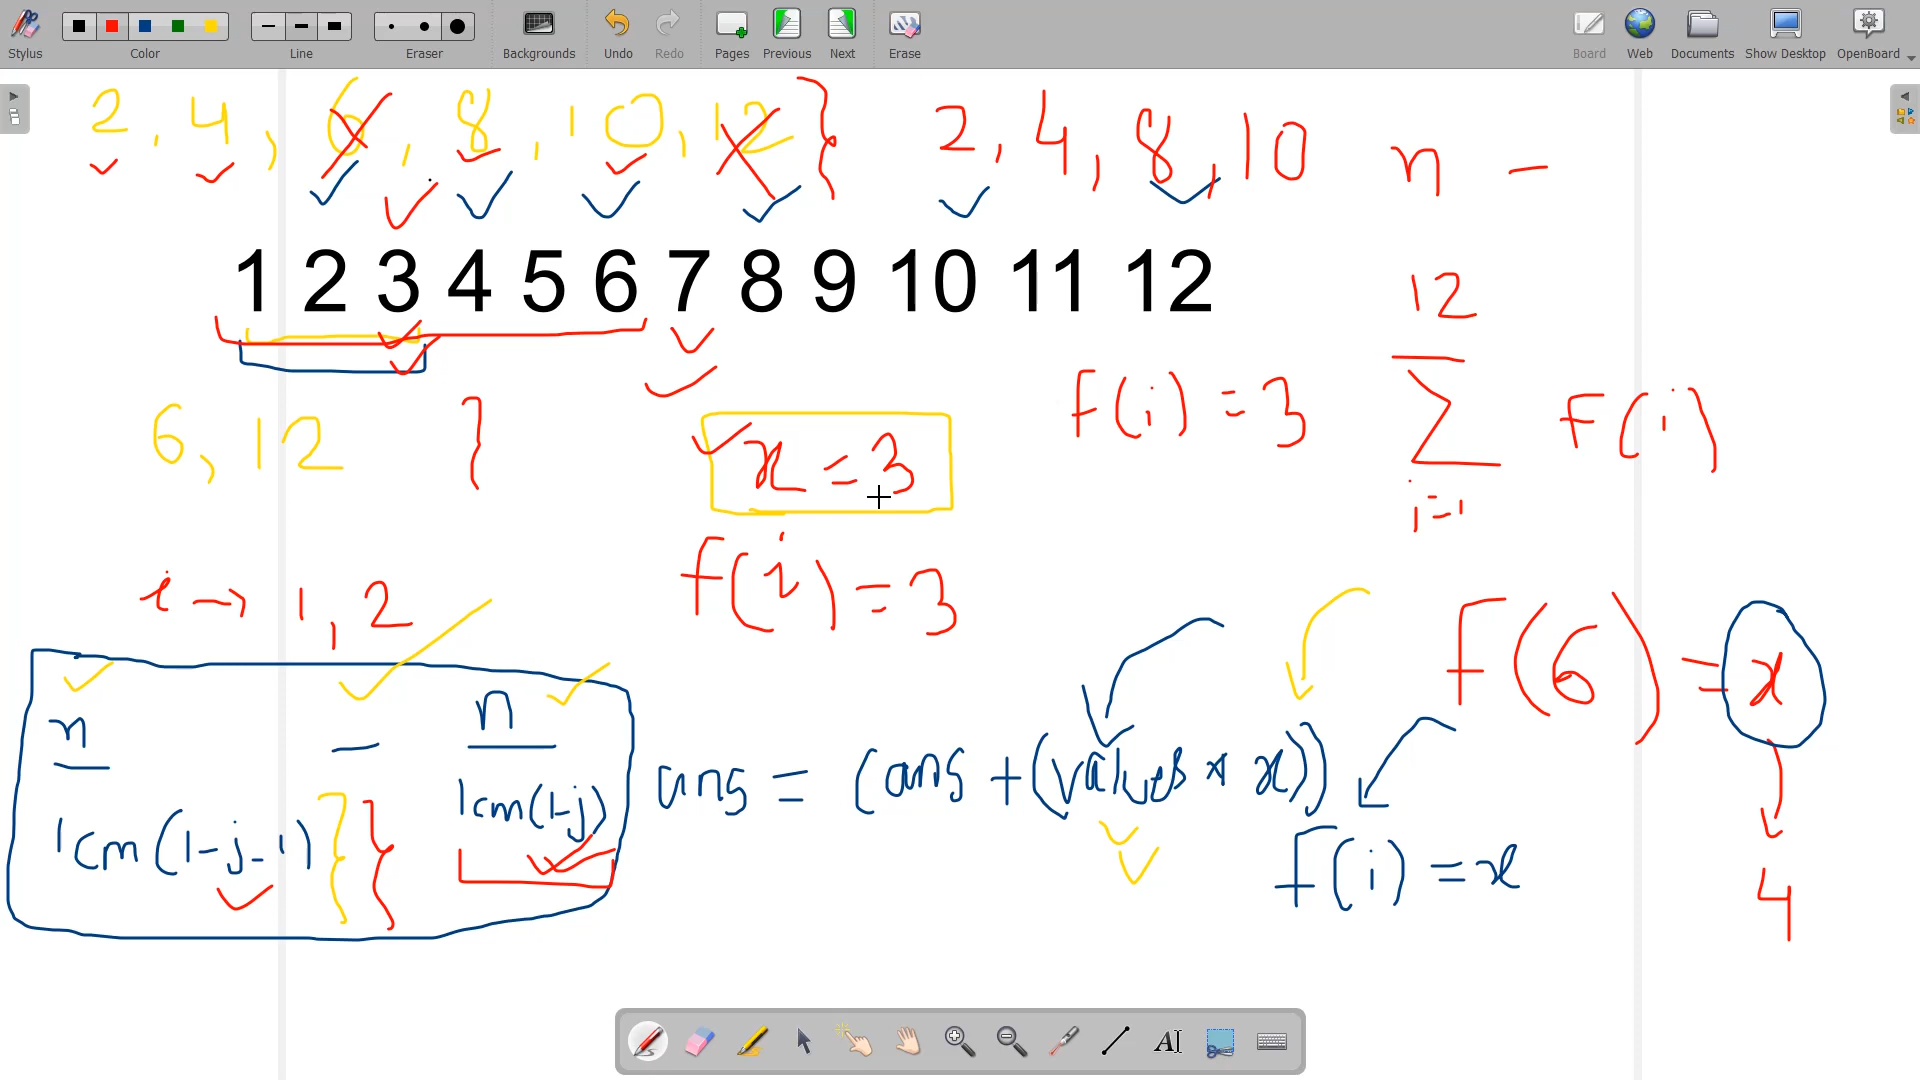 Stylus Color Line Eraser Backgrounds Undo Redo Pages Previous Next Erase Board Web Documents Show Desktop OpenBoard
2, 4, 6, 8, 10, 12 } 2, 4, 8, 10 n -
1 2 3 4 5 6 7 8 9 10 11 12
6, 12 }
x = 3
f(i) = 3
12
∑ f(i)
i=1
i → 1, 2
f(i) = 3
f(6) = x
4
n/lcm(1-j-1) - n/lcm(1-j)
ans = (ans + (values * x))
f(i) = x